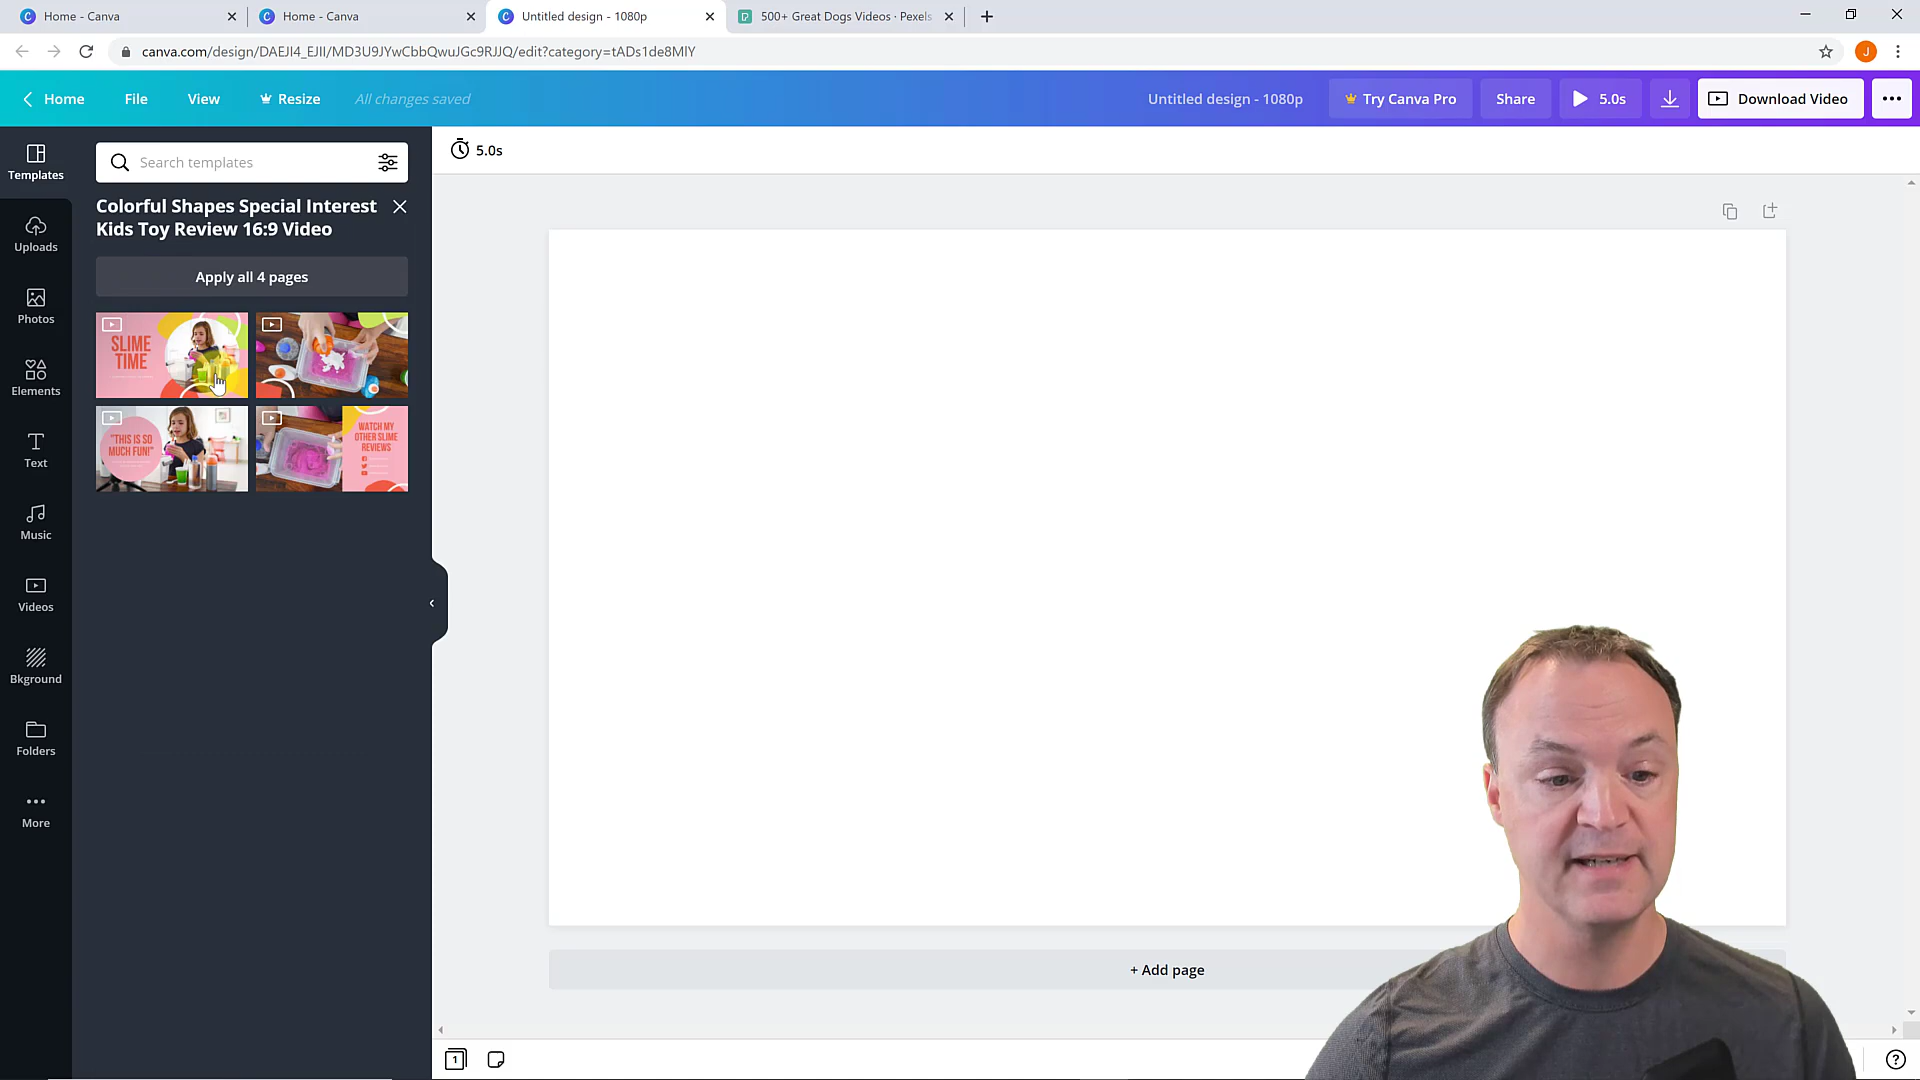 Home - Canva
Home - Canva
Untitled design - 1080p
500+ Great Dogs Videos · Pexels
canva.com/design/DAEJI4_EJII/MD3U9JYwCbbQwuJGc9RJJQ/edit?category=tADs1de8MlY
J
Home
File
View
Resize
All changes saved
Untitled design - 1080p
Try Canva Pro
Share
5.0s
Download Video
Templates
Search templates
5.0s
Colorful Shapes Special Interest
Kids Toy Review 16:9 Video
Apply all 4 pages
SLIME
TIME
"THIS IS SO
MUCH FUN!"
WATCH MY
OTHER SLIME
REVIEWS
Uploads
Photos
Elements
Text
Music
Videos
Bkground
Folders
More
+ Add page
1
?